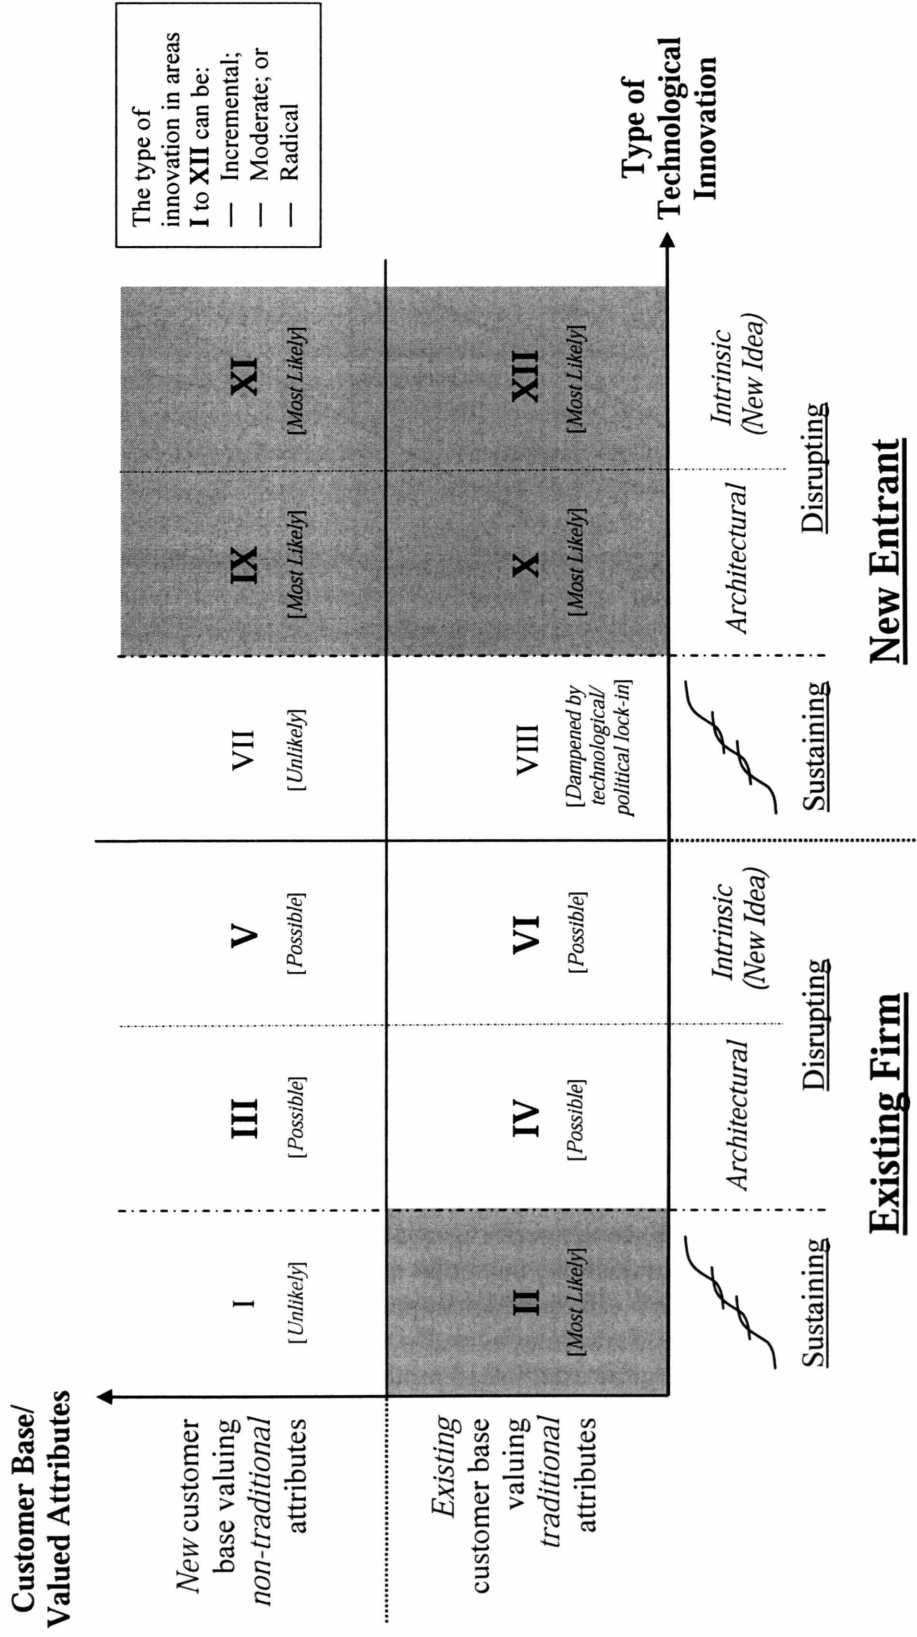 Customer Base/
Valued Attributes
The type of
innovation in areas
I to XII can be:
— Incremental;
— Moderate; or
— Radical
New customer
base valuing
non-traditional
attributes
I
[Unlikely]
III
[Possible]
V
[Possible]
VII
[Unlikely]
IX
[Most Likely]
XI
[Most Likely]
Existing
customer base
valuing
traditional
attributes
II
[Most Likely]
IV
[Possible]
VI
[Possible]
VIII
[Dampened by
technological/
political lock-in]
X
[Most Likely]
XII
[Most Likely]
Type of
Technological
Innovation
Architectural
Intrinsic
(New Idea)
Architectural
Intrinsic
(New Idea)
Sustaining
Disrupting
Sustaining
Disrupting
Existing Firm
New Entrant